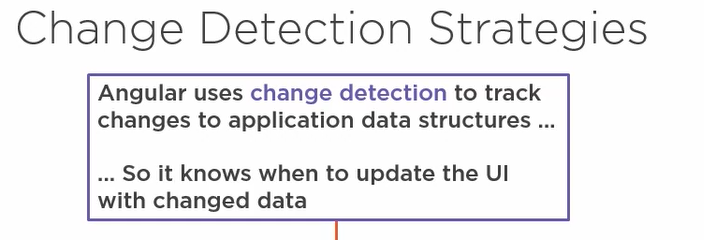 Change Detection Strategies
Angular uses change detection to track
changes to application data structures ...
... So it knows when to update the UI
with changed data